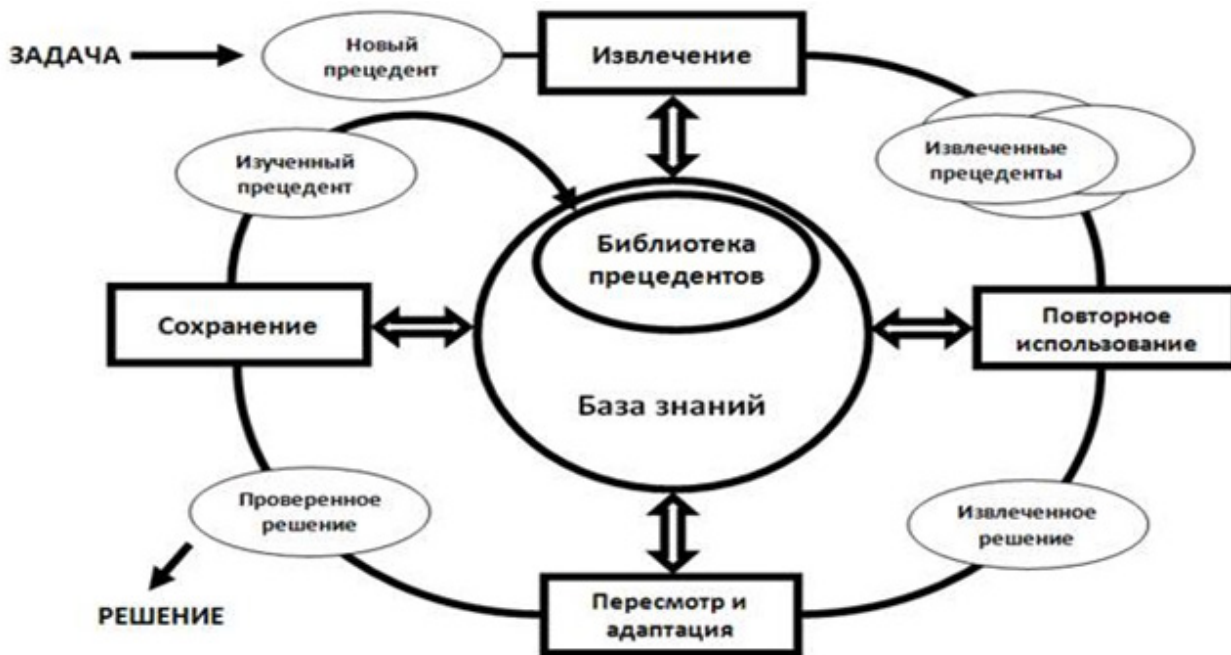 ЗАДАЧА
Новый
прецедент
Извлечение
Изученный
прецедент
Извлеченные
прецеденты
Библиотека
прецедентов
Сохранение
Повторное
использование
База знаний
Проверенное
решение
Извлеченное
решение
РЕШЕНИЕ
Пересмотр и
адаптация